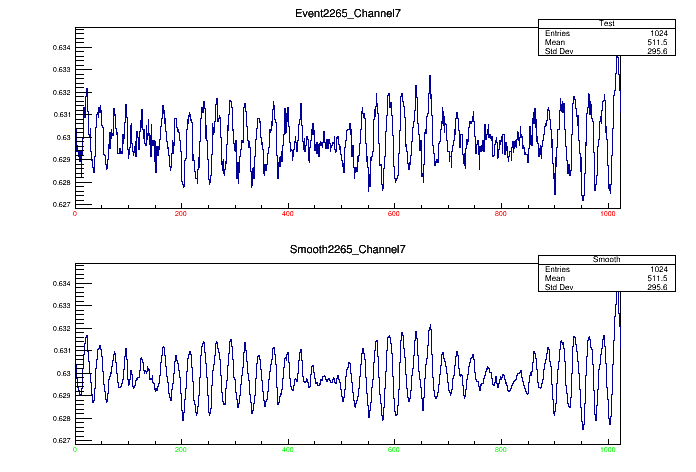 Event2265_Channel7
Test
Entries 1024
Mean 511.5
Std Dev 295.6
0.634
0.633
0.632
0.631
0.63
0.629
0.628
0.627
0 200 400 600 800 1000
Smooth2265_Channel7
Smooth
Entries 1024
Mean 511.5
Std Dev 295.6
0.634
0.633
0.632
0.631
0.63
0.629
0.628
0.627
0 200 400 600 800 1000